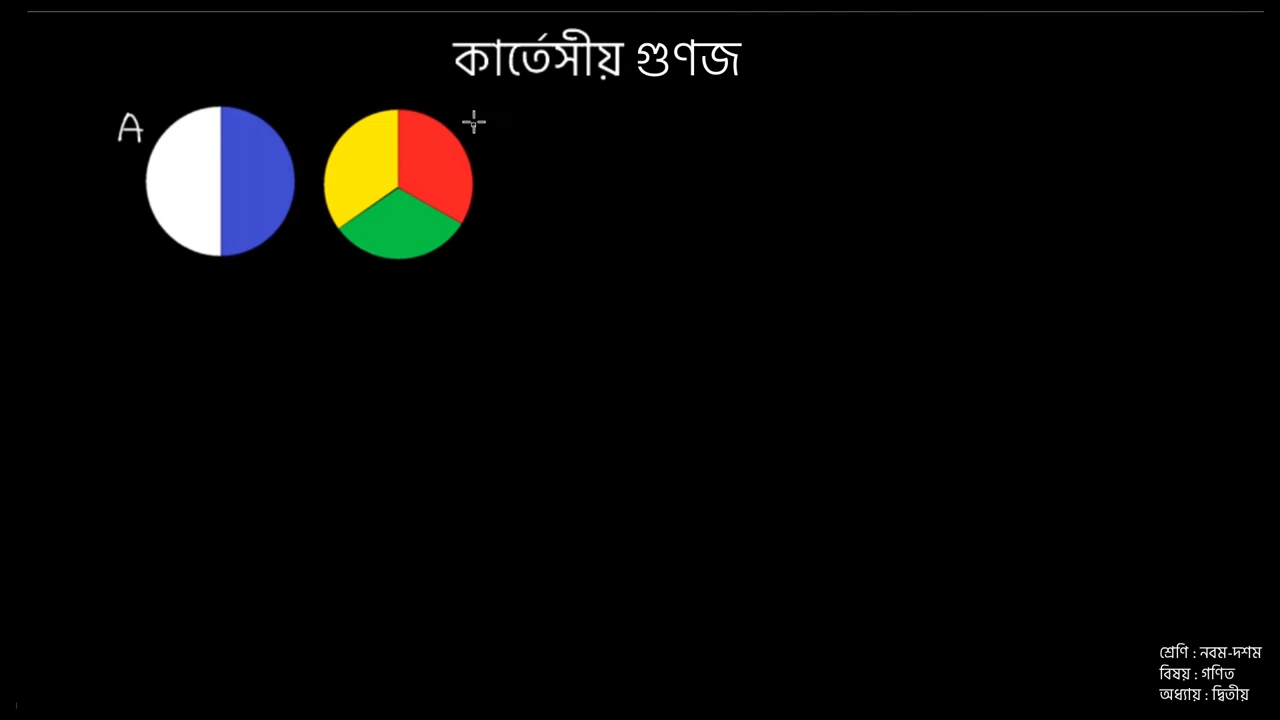 কার্তেসীয় গুণজ
A
শ্রেণি : নবম-দশম
বিষয় : গণিত
অধ্যায় : দ্বিতীয়